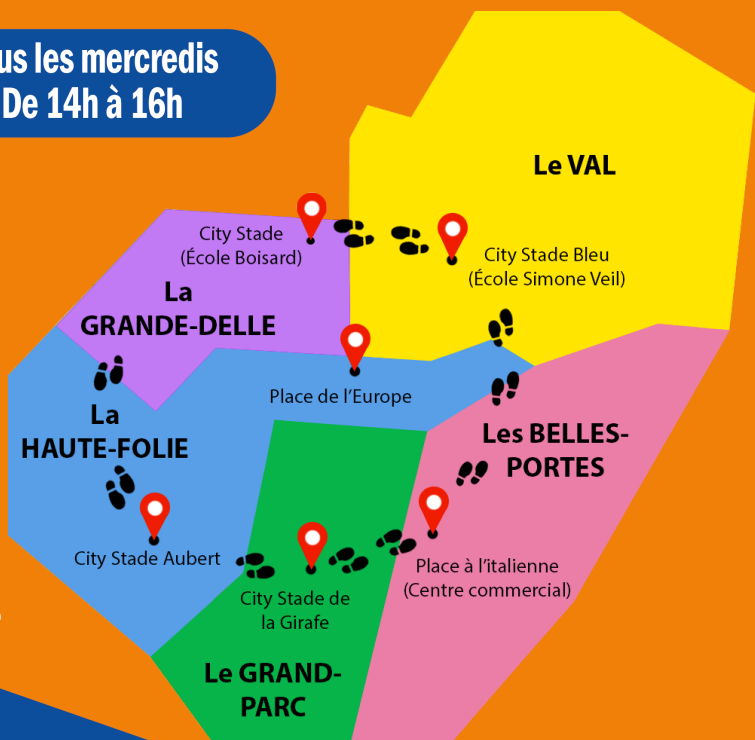 us les mercredis
De 14h à 16h
Le VAL
City Stade
(École Boisard)
City Stade Bleu
(École Simone Veil)
La
GRANDE-DELLE
Place de l'Europe
La
HAUTE-FOLIE
Les BELLES-
PORTES
City Stade Aubert
Place à l'italienne
(Centre commercial)
City Stade de
la Girafe
Le GRAND-
PARC